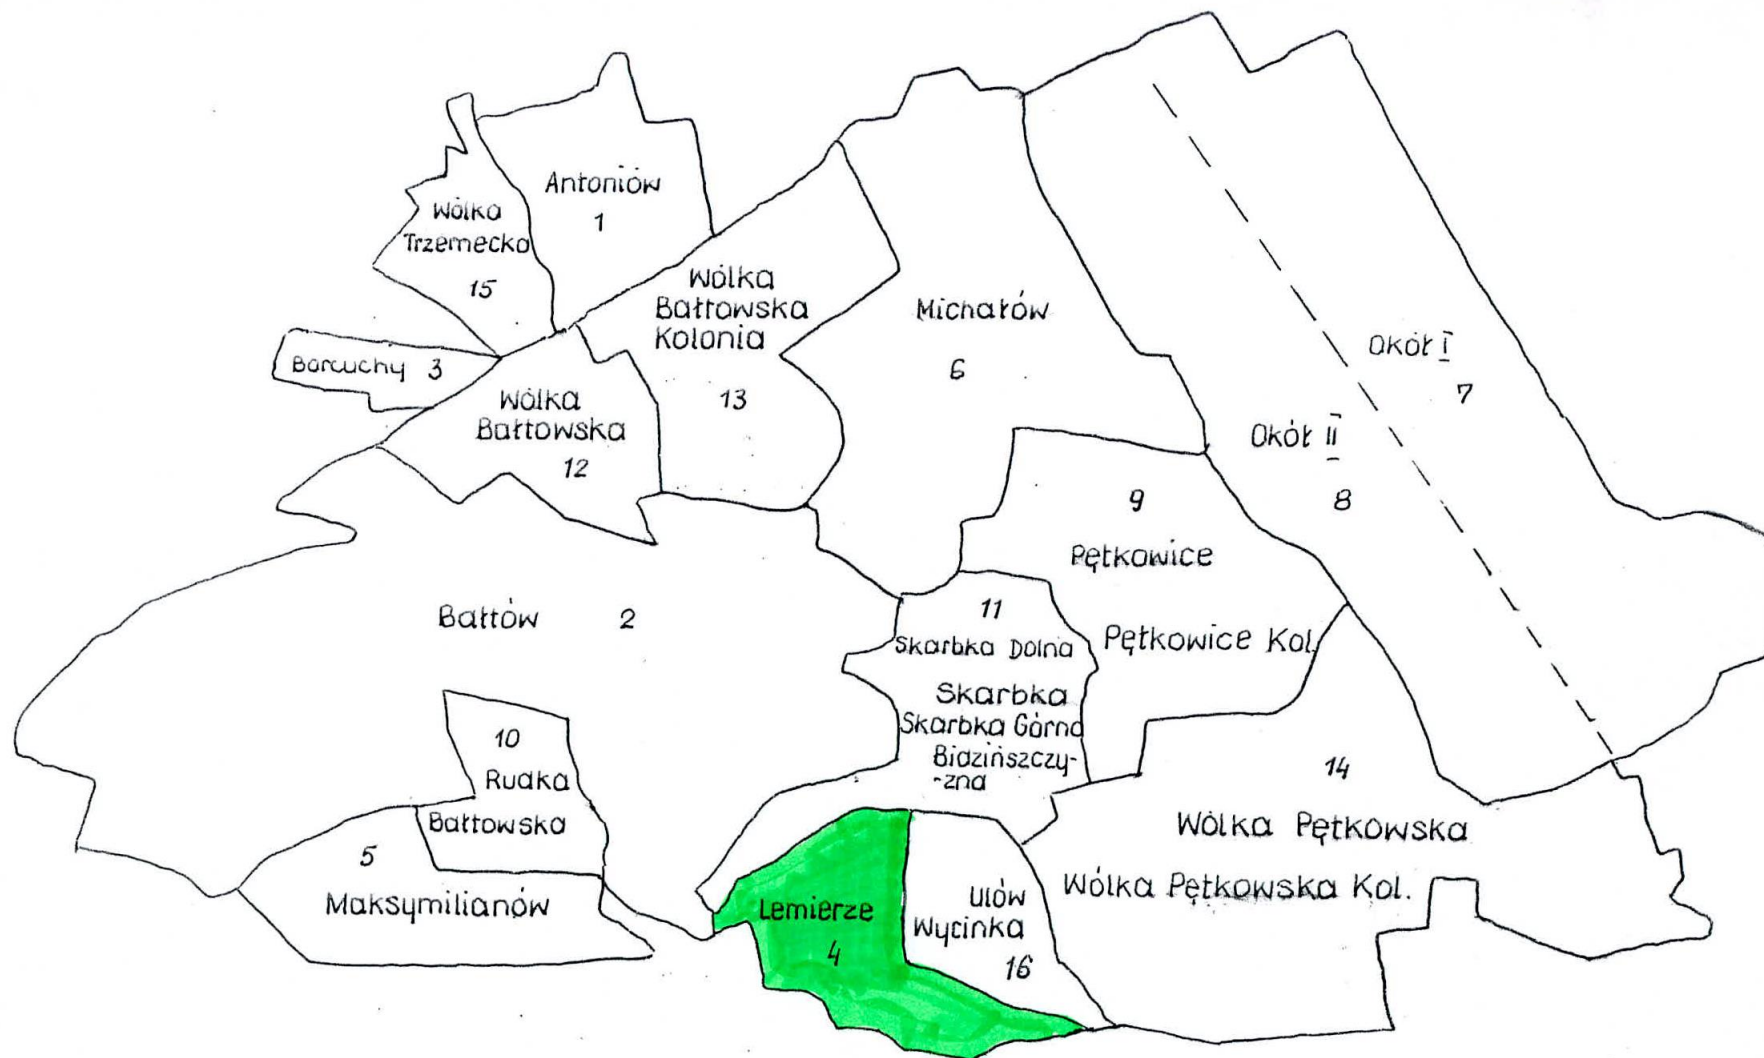 Antoniów
1
Wólka
Trzemecka
15
Wólka
Bałtowska
Kolonia
13
Michałów
6
Okół I
7
Borcuchy 3
Wólka
Bałtowska
12
Okół II
8
9
Pętkowice
Pętkowice Kol.
Bałtów 2
11
Skarbka Dolna
Skarbka
Skarbka Górna
Bidzińszczy-
-zna
10
Rudka
Bałtowska
5
Maksymilianów
14
Wólka Pętkowska
Wólka Pętkowska Kol.
Lemierze
4
Ulów
Wycinka
16